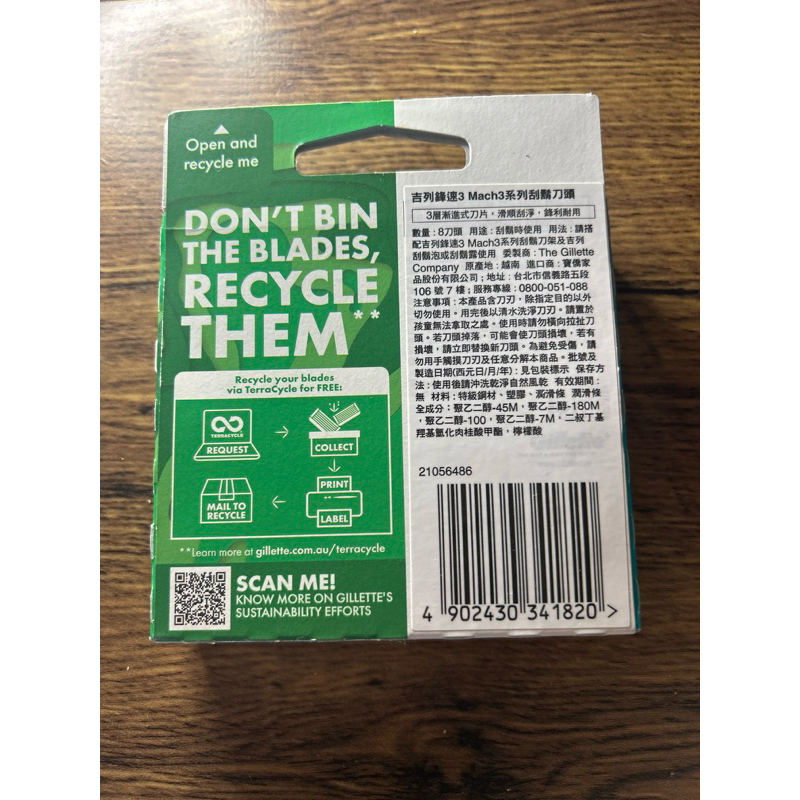 Open and
recycle me
DON'T BIN
THE BLADES,
RECYCLE
THEM**
Recycle your blades
via TerraCycle for FREE:
TERRACYCLE
REQUEST
COLLECT
PRINT
LABEL
MAIL TO
RECYCLE
**Learn more at gillette.com.au/terracycle
SCAN ME!
KNOW MORE ON GILLETTE'S
SUSTAINABILITY EFFORTS
吉列鋒速3 Mach3系列刮鬍刀頭
3層漸進式刀片，滑順刮淨，鋒利耐用
數量：8刀頭 用途：刮鬍時使用 用法：請搭
配吉列鋒速3 Mach3系列刮鬍刀架及吉列
刮鬍泡或刮鬍露使用 委製商：The Gillette
Company 原產地：越南 進口商：寶僑家
品股份有限公司；地址：台北市信義路五段
106 號 7 樓；服務專線：0800-051-088
注意事項：本產品含刀刃，除指定目的以外
切勿使用。用完後以清水洗淨刀刃。請置於
孩童無法拿取之處。使用時請勿橫向拉扯刀
頭。若刀頭掉落，可能會使刀頭損壞，若有
損壞，請立即替換新刀頭。為避免受傷，請
勿用手觸摸刀刃及任意分解本商品。批號及
製造日期(西元日/月/年)：見包裝標示 保存方
法：使用後請沖洗乾淨自然風乾 有效期間：
無 材料：特級鋼材、塑膠、潤滑條 潤滑條
全成分：聚乙二醇-45M，聚乙二醇-180M
，聚乙二醇-100，聚乙二醇-7M，二叔丁基
羥基氫化肉桂酸甲酯，檸檬酸
21056486
4 902430 341820 >